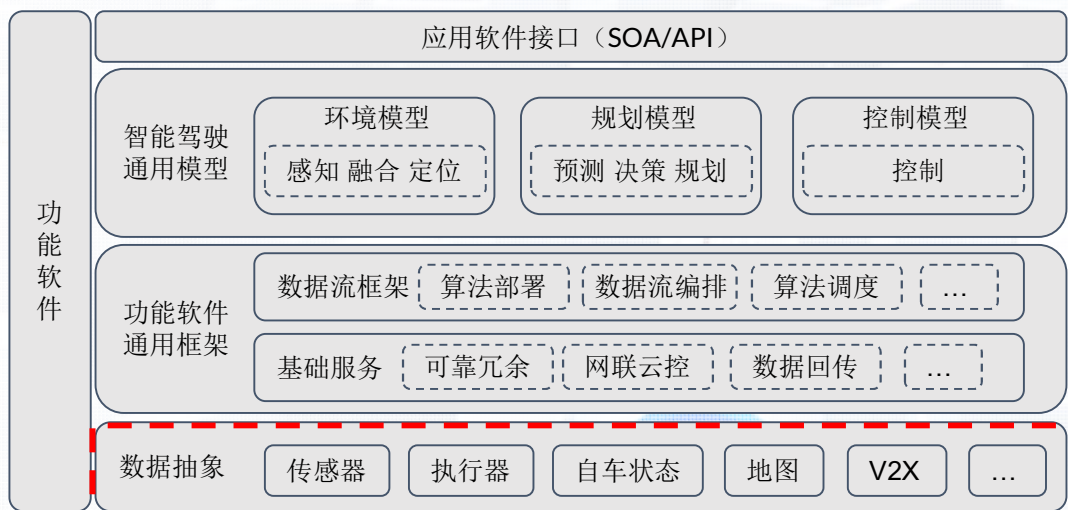 功能软件
应用软件接口（SOA/API）
智能驾驶
通用模型
环境模型
感知 融合 定位
规划模型
预测 决策 规划
控制模型
控制
功能软件
通用框架
数据流框架 算法部署 数据流编排 算法调度 …
基础服务 可靠冗余 网联云控 数据回传 …
数据抽象 传感器 执行器 自车状态 地图 V2X …